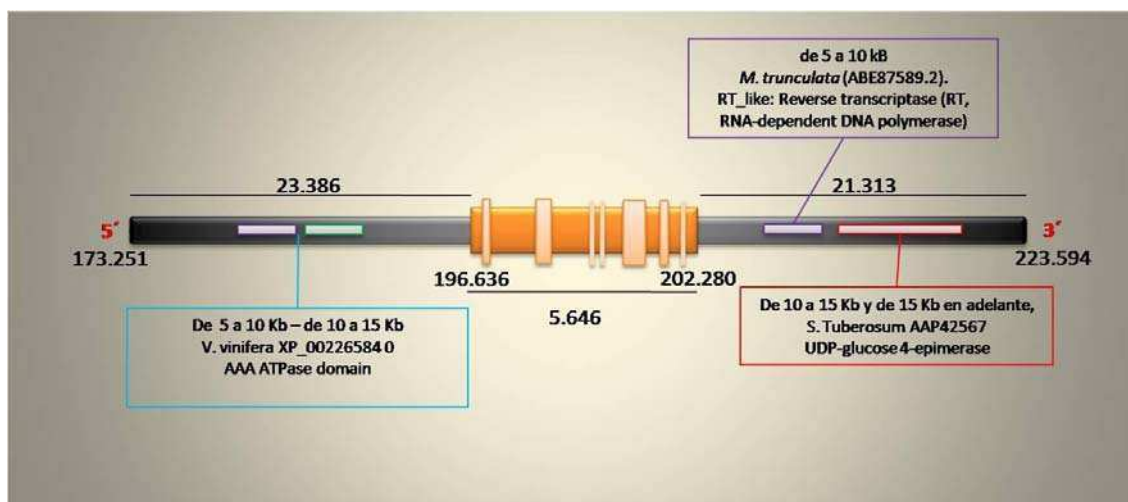 de 5 a 10 kB
M. trunculata (ABE87589.2).
RT_like: Reverse transcriptase (RT,
RNA-dependent DNA polymerase)
23.386
21.313
5´
3´
173.251
223.594
196.636
202.280
5.646
De 5 a 10 Kb – de 10 a 15 Kb
V. vinifera XP_00226584 0
AAA ATPase domain
De 10 a 15 Kb y de 15 Kb en adelante,
S. Tuberosum AAP42567
UDP-glucose 4-epimerase